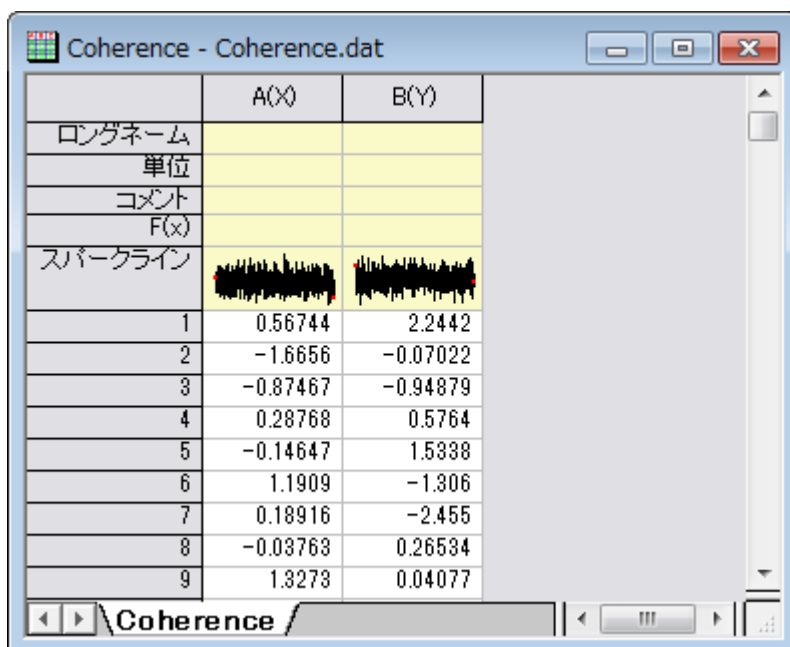 Coherence - Coherence.dat
A(X) B(Y)
ロングネーム
単位
コメント
F(x)
スパークライン
1 0.56744 2.2442
2 -1.6656 -0.07022
3 -0.87467 -0.94879
4 0.28768 0.5764
5 -0.14647 1.5338
6 1.1909 -1.306
7 0.18916 -2.455
8 -0.03763 0.26534
9 1.3273 0.04077
Coherence